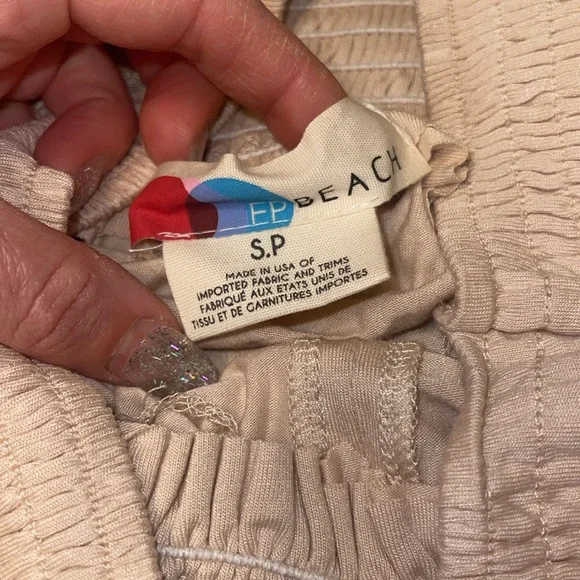 EP BEACH
S.P
MADE IN USA OF
IMPORTED FABRIC AND TRIMS
FABRIQUÉ AUX ETATS UNIS DE
TISSU ET DE GARNITURES IMPORTES